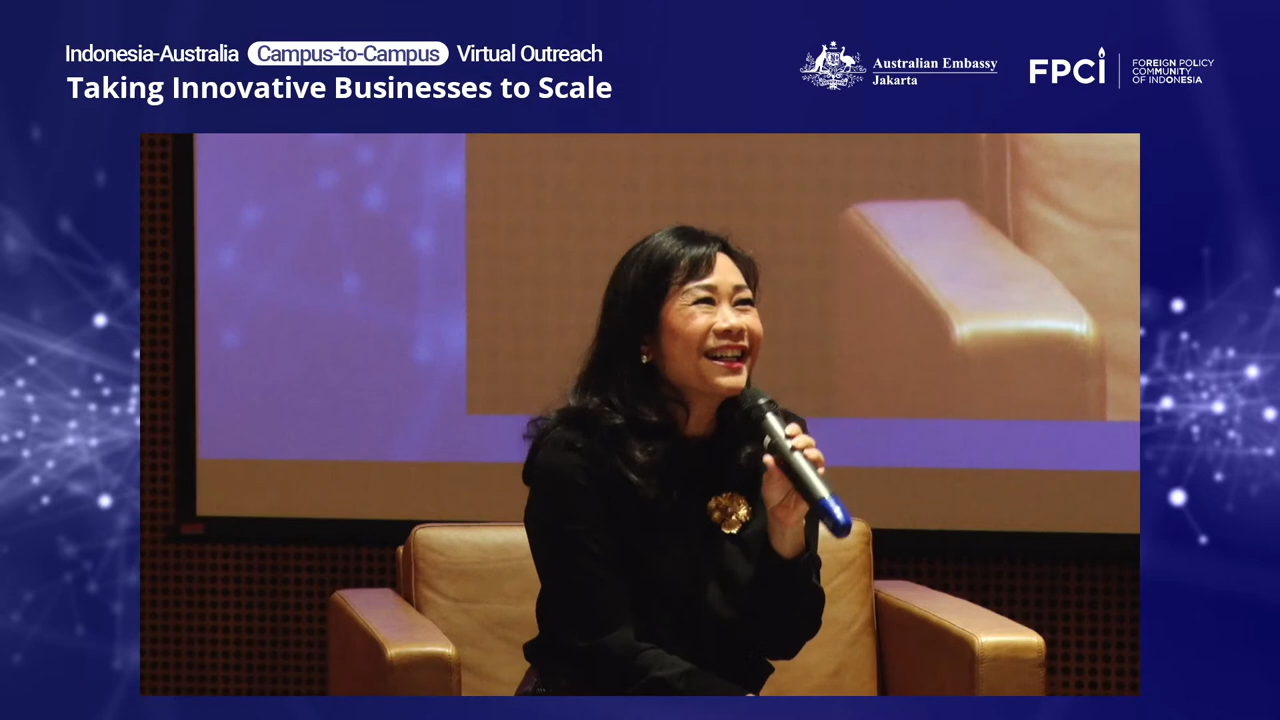 Indonesia-Australia Campus-to-Campus Virtual Outreach
Taking Innovative Businesses to Scale
Australian Embassy
Jakarta
FPCI
FOREIGN POLICY
COMMUNITY
OF INDONESIA